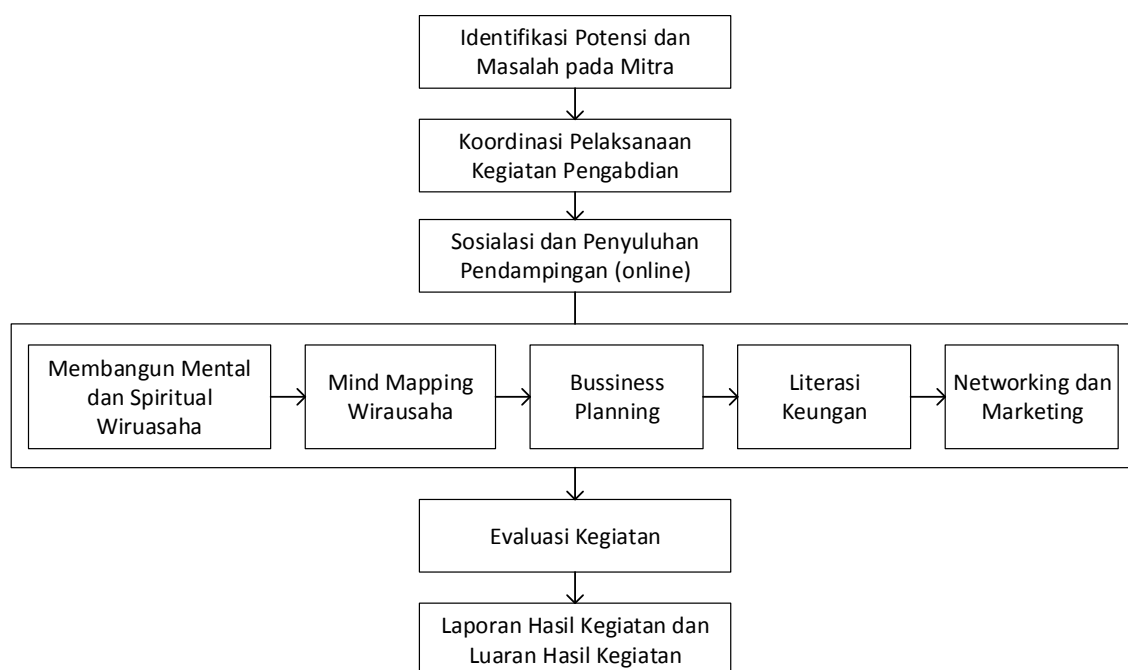 Identifikasi Potensi dan
Masalah pada Mitra
Koordinasi Pelaksanaan
Kegiatan Pengabdian
Sosialasi dan Penyuluhan
Pendampingan (online)
Membangun Mental
dan Spiritual
Wiruasaha
Mind Mapping
Wirausaha
Bussiness
Planning
Literasi
Keungan
Networking dan
Marketing
Evaluasi Kegiatan
Laporan Hasil Kegiatan dan
Luaran Hasil Kegiatan